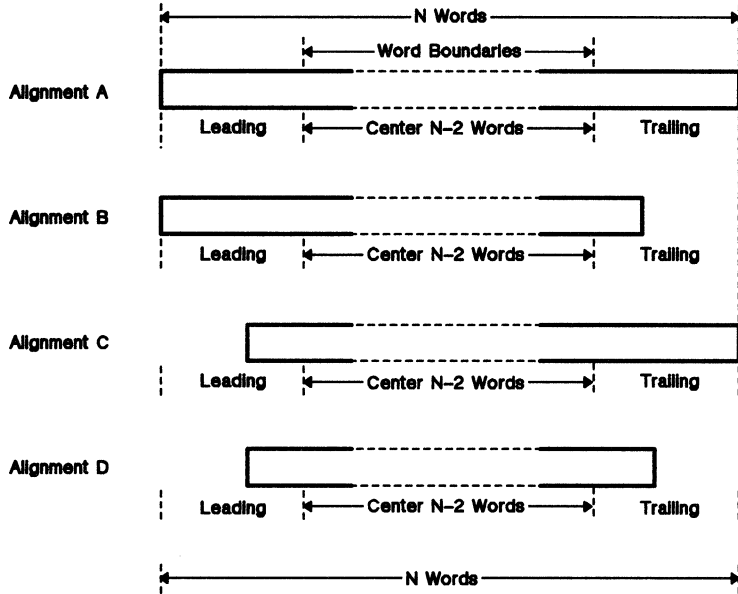 N Words
Word Boundaries
Alignment A
Leading Center N–2 Words Trailing
Alignment B
Leading Center N–2 Words Trailing
Alignment C
Leading Center N–2 Words Trailing
Alignment D
Leading Center N–2 Words Trailing
N Words